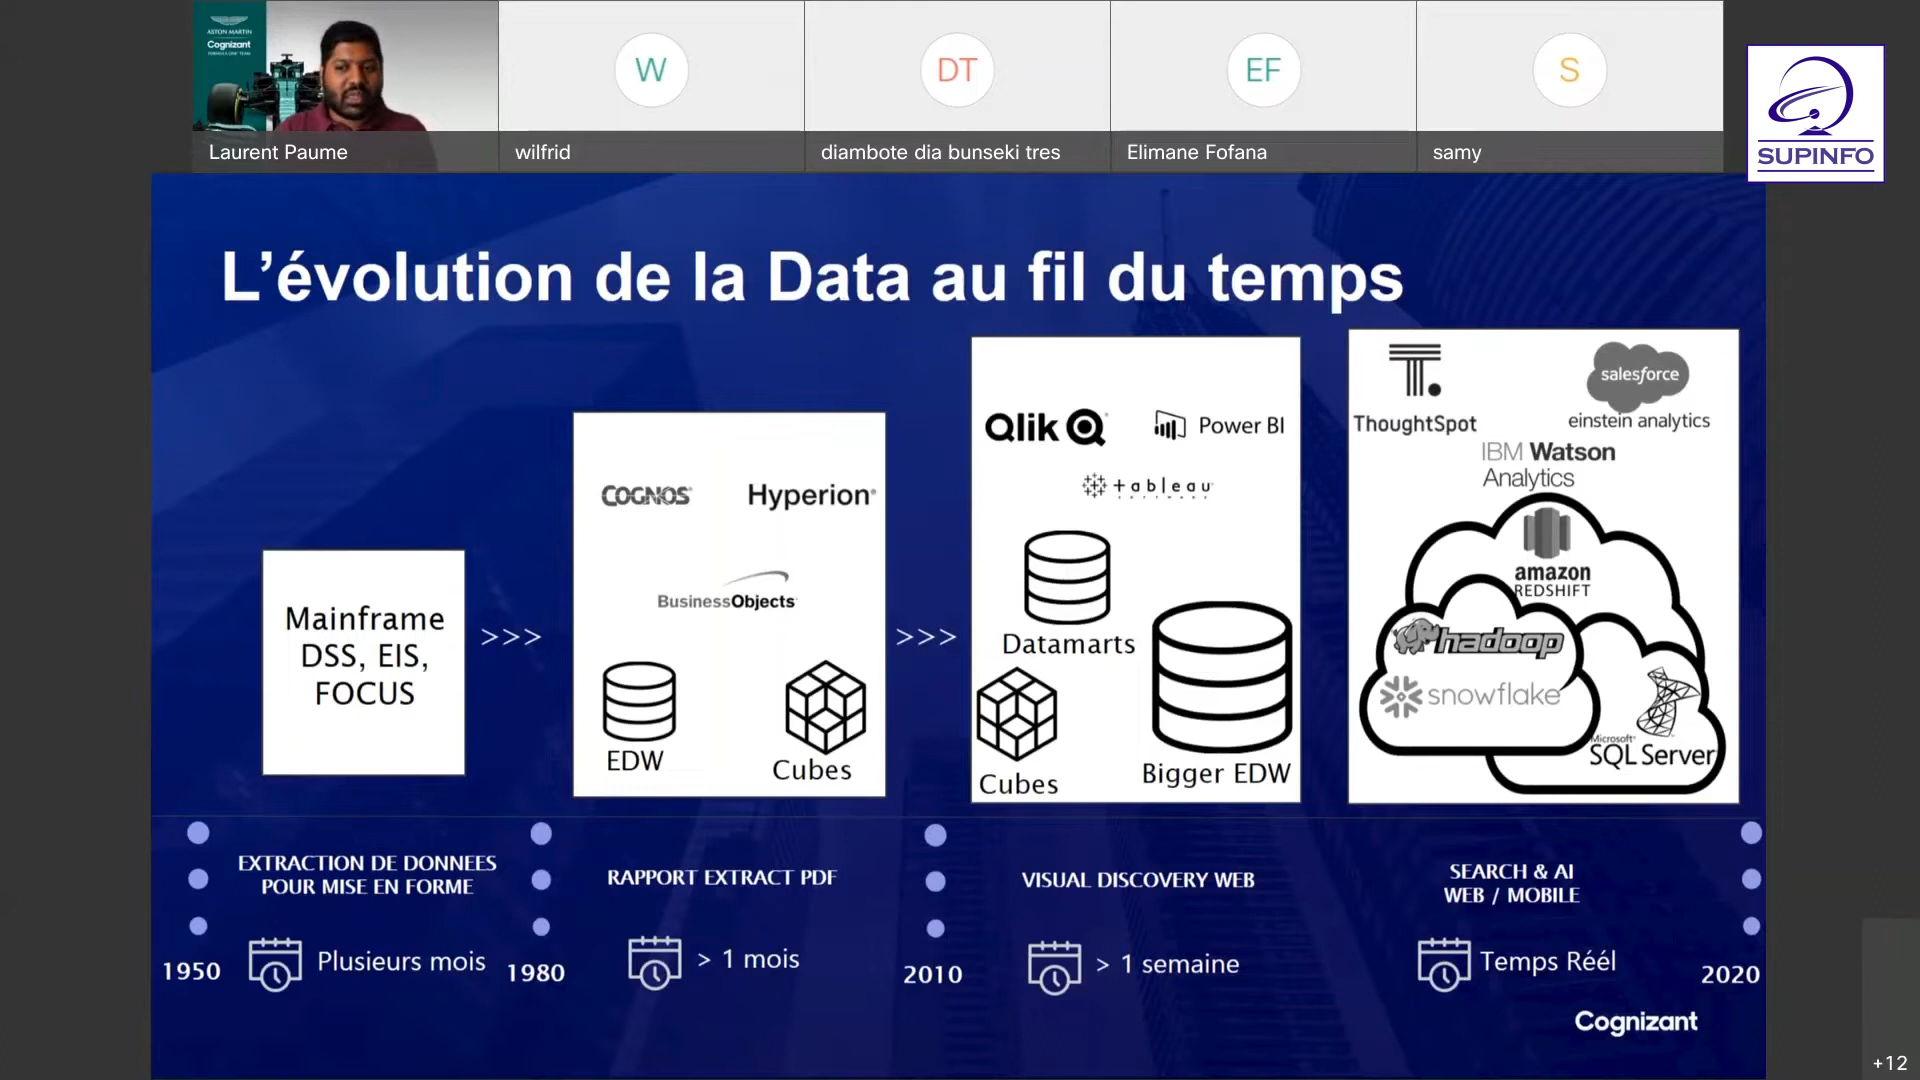 ASTON MARTIN
Cognizant
W
DT
EF
S
Laurent Paume
wilfrid
diambote dia bunseki tres
Elimane Fofana
samy
SUPINFO
L’évolution de la Data au fil du temps
Mainframe
DSS, EIS,
FOCUS
>>>
COGNOS
Hyperion
BusinessObjects
EDW
Cubes
>>>
Qlik
Power BI
+ableau
Datamarts
Cubes
Bigger EDW
ThoughtSpot
salesforce
einstein analytics
IBM Watson
Analytics
amazon
REDSHIFT
hadoop
snowflake
Microsoft
SQL Server
EXTRACTION DE DONNEES
POUR MISE EN FORME
RAPPORT EXTRACT PDF
VISUAL DISCOVERY WEB
SEARCH & AI
WEB / MOBILE
1950
Plusieurs mois
1980
> 1 mois
2010
> 1 semaine
Temps Réél
2020
Cognizant
+12